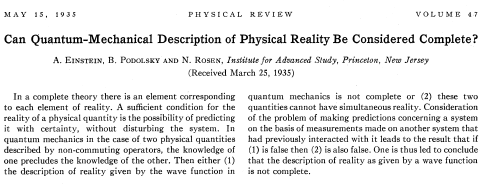 MAY 15, 1935 PHYSICAL REVIEW VOLUME 47
Can Quantum-Mechanical Description of Physical Reality Be Considered Complete?
A. EINSTEIN, B. PODOLSKY AND N. ROSEN, Institute for Advanced Study, Princeton, New Jersey
(Received March 25, 1935)
In a complete theory there is an element corresponding
to each element of reality. A sufficient condition for the
reality of a physical quantity is the possibility of predicting
it with certainty, without disturbing the system. In
quantum mechanics in the case of two physical quantities
described by non-commuting operators, the knowledge of
one precludes the knowledge of the other. Then either (1)
the description of reality given by the wave function in
quantum mechanics is not complete or (2) these two
quantities cannot have simultaneous reality. Consideration
of the problem of making predictions concerning a system
on the basis of measurements made on another system that
had previously interacted with it leads to the result that if
(1) is false then (2) is also false. One is thus led to conclude
that the description of reality as given by a wave function
is not complete.